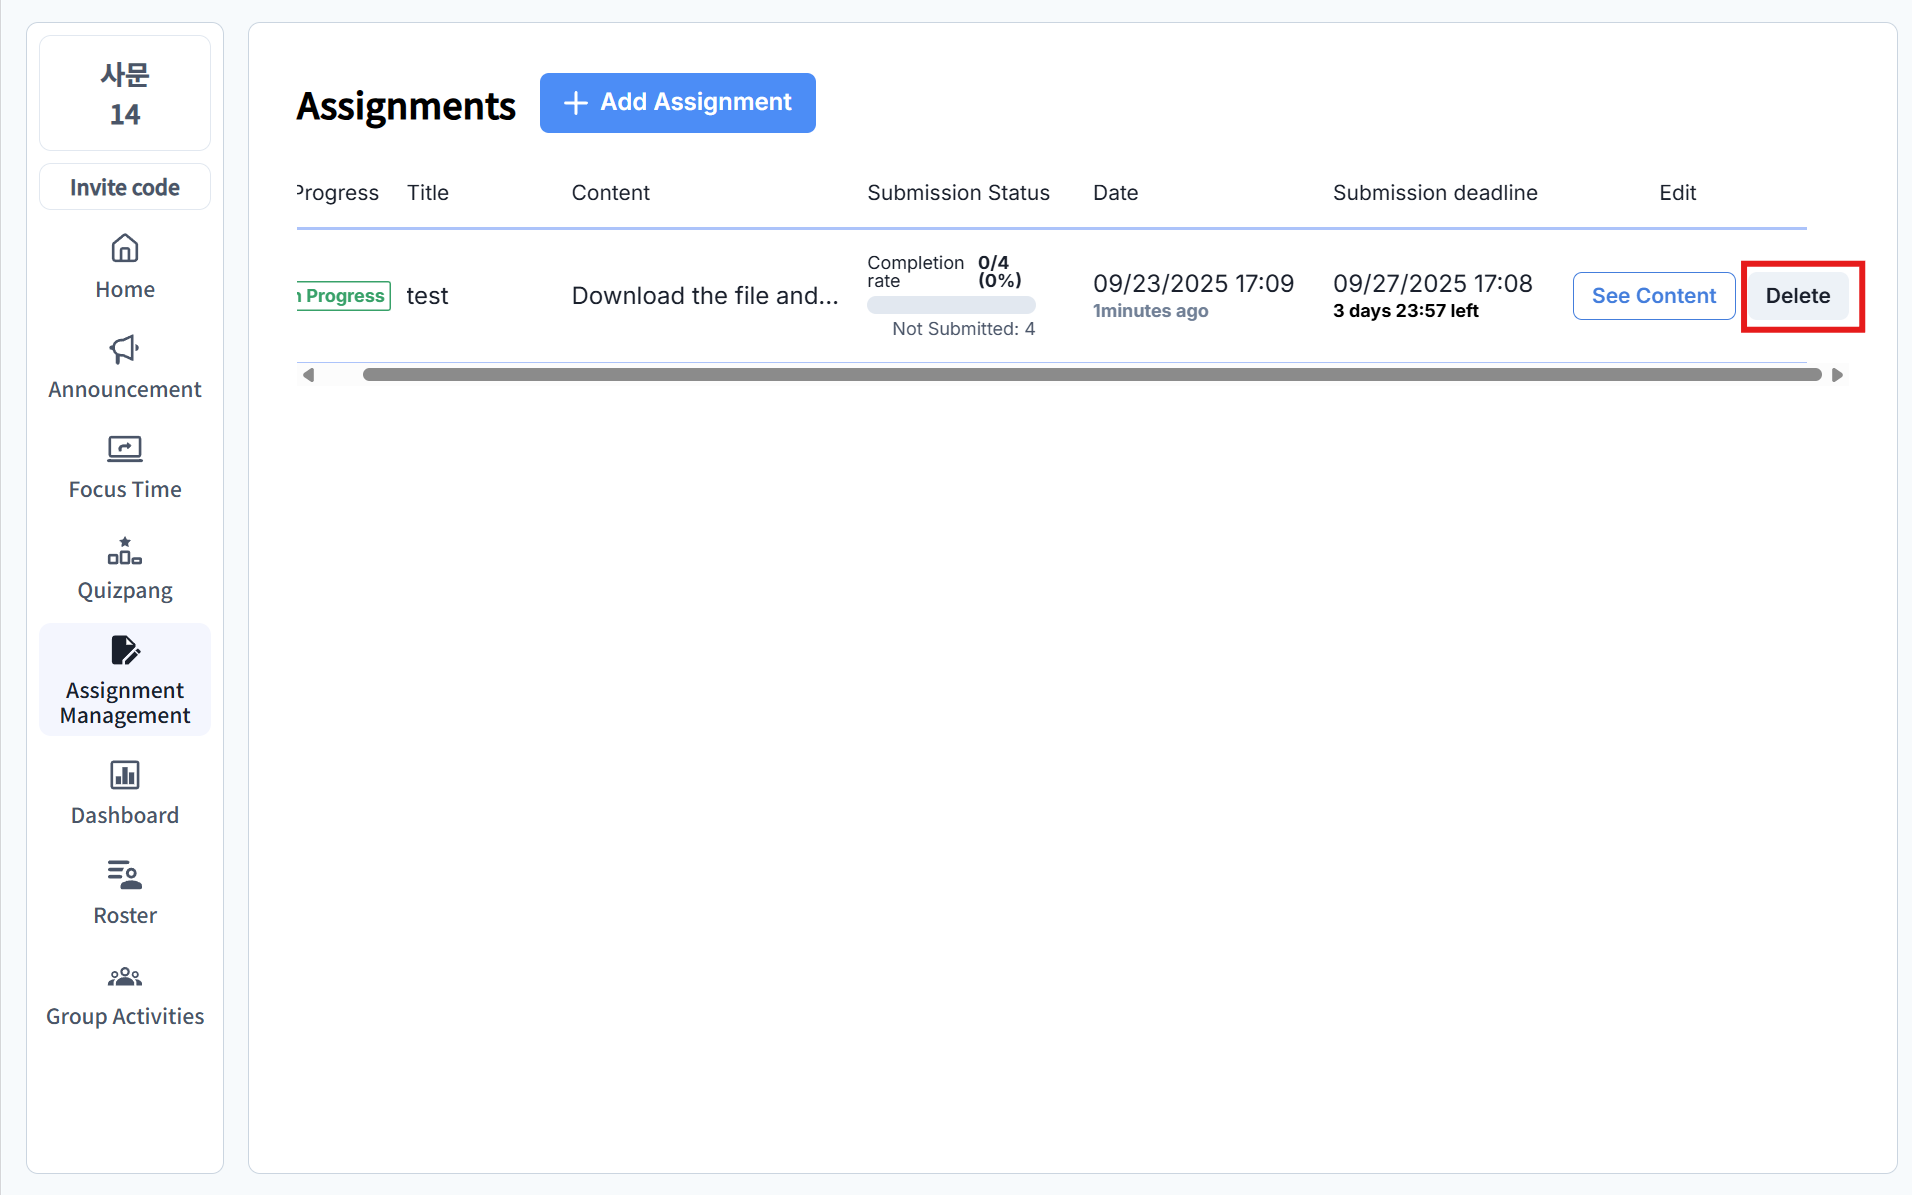 사문
14
Invite code
Home
Announcement
Focus Time
Quizpang
Assignment
Management
Dashboard
Roster
Group Activities
Assignments
+ Add Assignment
Progress Title Content Submission Status Date Submission deadline Edit
n Progress test Download the file and... Completion rate 0/4 (0%) Not Submitted: 4 09/23/2025 17:09 1minutes ago 09/27/2025 17:08 3 days 23:57 left See Content Delete